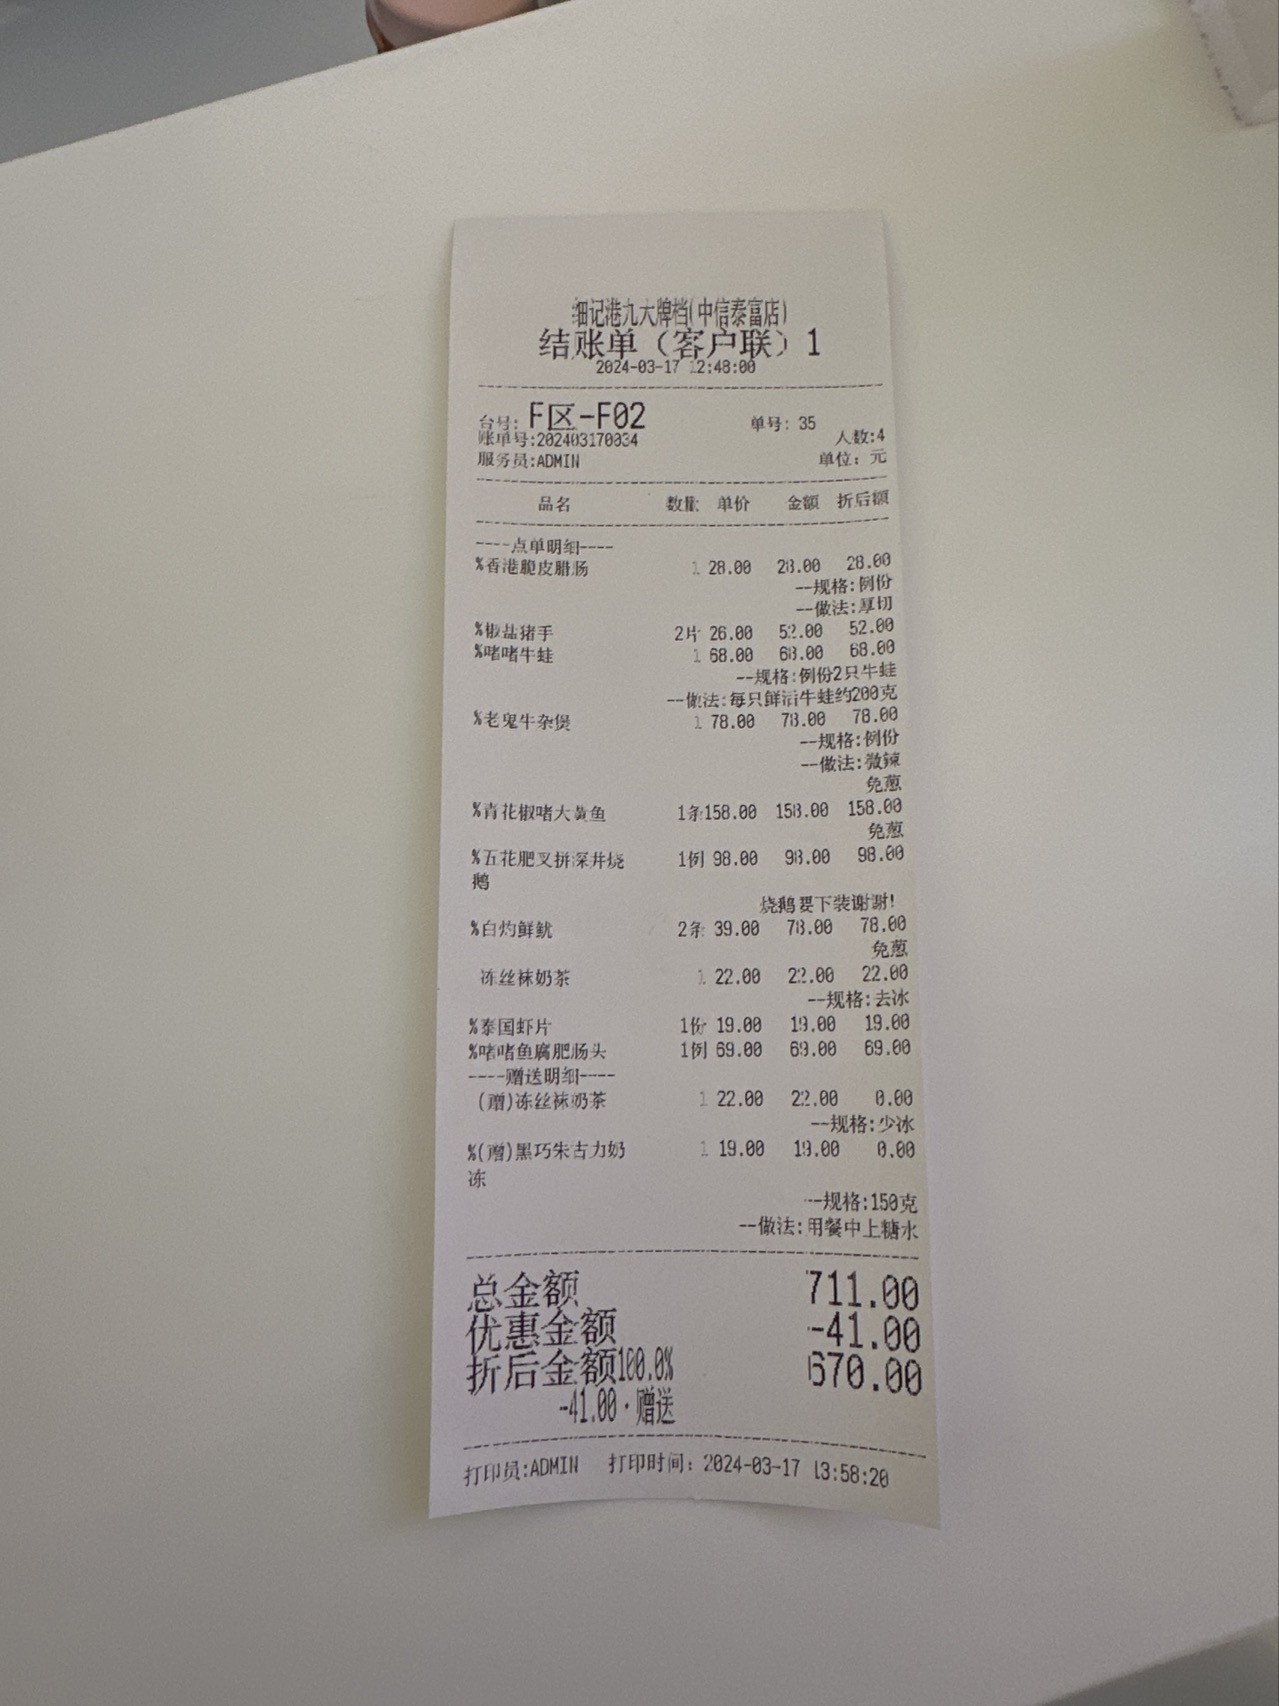 细记港九大牌档(中信泰富店)
结账单（客户联）1
2024-03-17 12:48:00
台号: F区-F02 单号: 35
账单号:202403170034 人数:4
服务员:ADMIN 单位: 元
品名 数量 单价 金额 折后额
----点单明细----
%香港脆皮腊肠 1 28.00 28.00 28.00
--规格:例份
--做法:厚切
%椒盐猪手 2片 26.00 52.00 52.00
%啫啫牛蛙 1 68.00 68.00 68.00
--规格:例份2只牛蛙
--做法:每只鲜活牛蛙约200克
%老鬼牛杂煲 1 78.00 78.00 78.00
--规格:例份
--做法:微辣
免葱
%青花椒啫大黄鱼 1条158.00 158.00 158.00
免葱
%五花肥叉拼深井烧 1例 98.00 98.00 98.00
鹅
烧鹅要下装谢谢!
%白灼鲜鱿 2条 39.00 78.00 78.00
免葱
冻丝袜奶茶 1 22.00 22.00 22.00
--规格:去冰
%泰国虾片 1份 19.00 19.00 19.00
%啫啫鱼腐肥肠头 1例 69.00 69.00 69.00
----赠送明细----
(赠)冻丝袜奶茶 1 22.00 22.00 0.00
--规格:少冰
%(赠)黑巧朱古力奶 1 19.00 19.00 0.00
冻
--规格:150克
--做法:用餐中上糖水
总金额 711.00
优惠金额 -41.00
折后金额100.0% 670.00
-41.00·赠送
打印员:ADMIN 打印时间: 2024-03-17 13:58:20